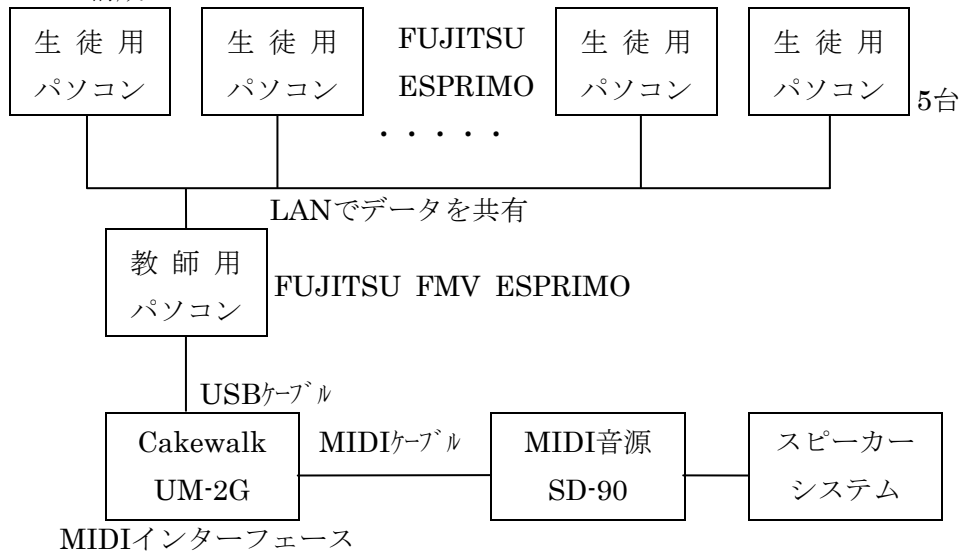 生 徒 用
パソコン
生 徒 用
パソコン
FUJITSU
ESPRIMO
・・・・・
生 徒 用
パソコン
生 徒 用
パソコン
5台
LANでデータを共有
教 師 用
パソコン
FUJITSU FMV ESPRIMO
USBｹｰﾌﾞﾙ
Cakewalk
UM-2G
MIDIｹｰﾌﾞﾙ
MIDI音源
SD-90
スピーカー
システム
MIDIインターフェース